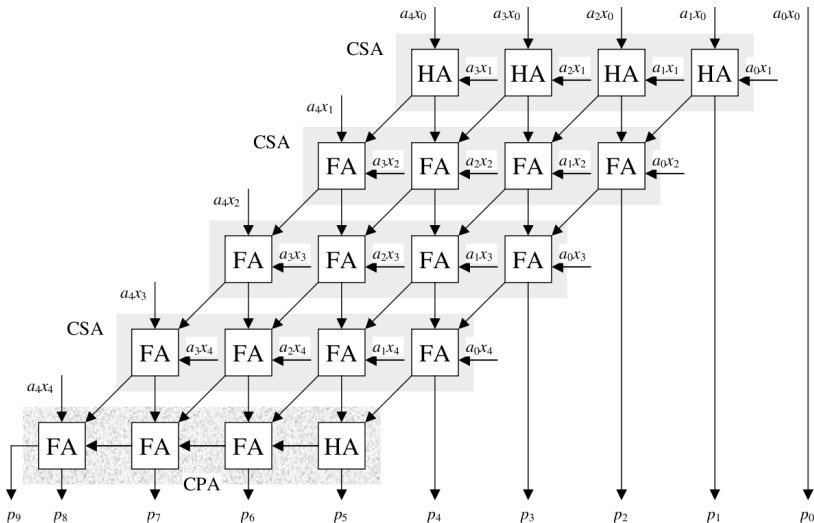 a₄x₀ a₃x₀ a₂x₀ a₁x₀ a₀x₀
CSA
HA a₃x₁ HA a₂x₁ HA a₁x₁ HA a₀x₁
a₄x₁
CSA
FA a₃x₂ FA a₂x₂ FA a₁x₂ FA a₀x₂
a₄x₂
FA a₃x₃ FA a₂x₃ FA a₁x₃ FA a₀x₃
a₄x₃
CSA
FA a₃x₄ FA a₂x₄ FA a₁x₄ FA a₀x₄
a₄x₄
FA FA FA HA
CPA
p₉ p₈ p₇ p₆ p₅ p₄ p₃ p₂ p₁ p₀